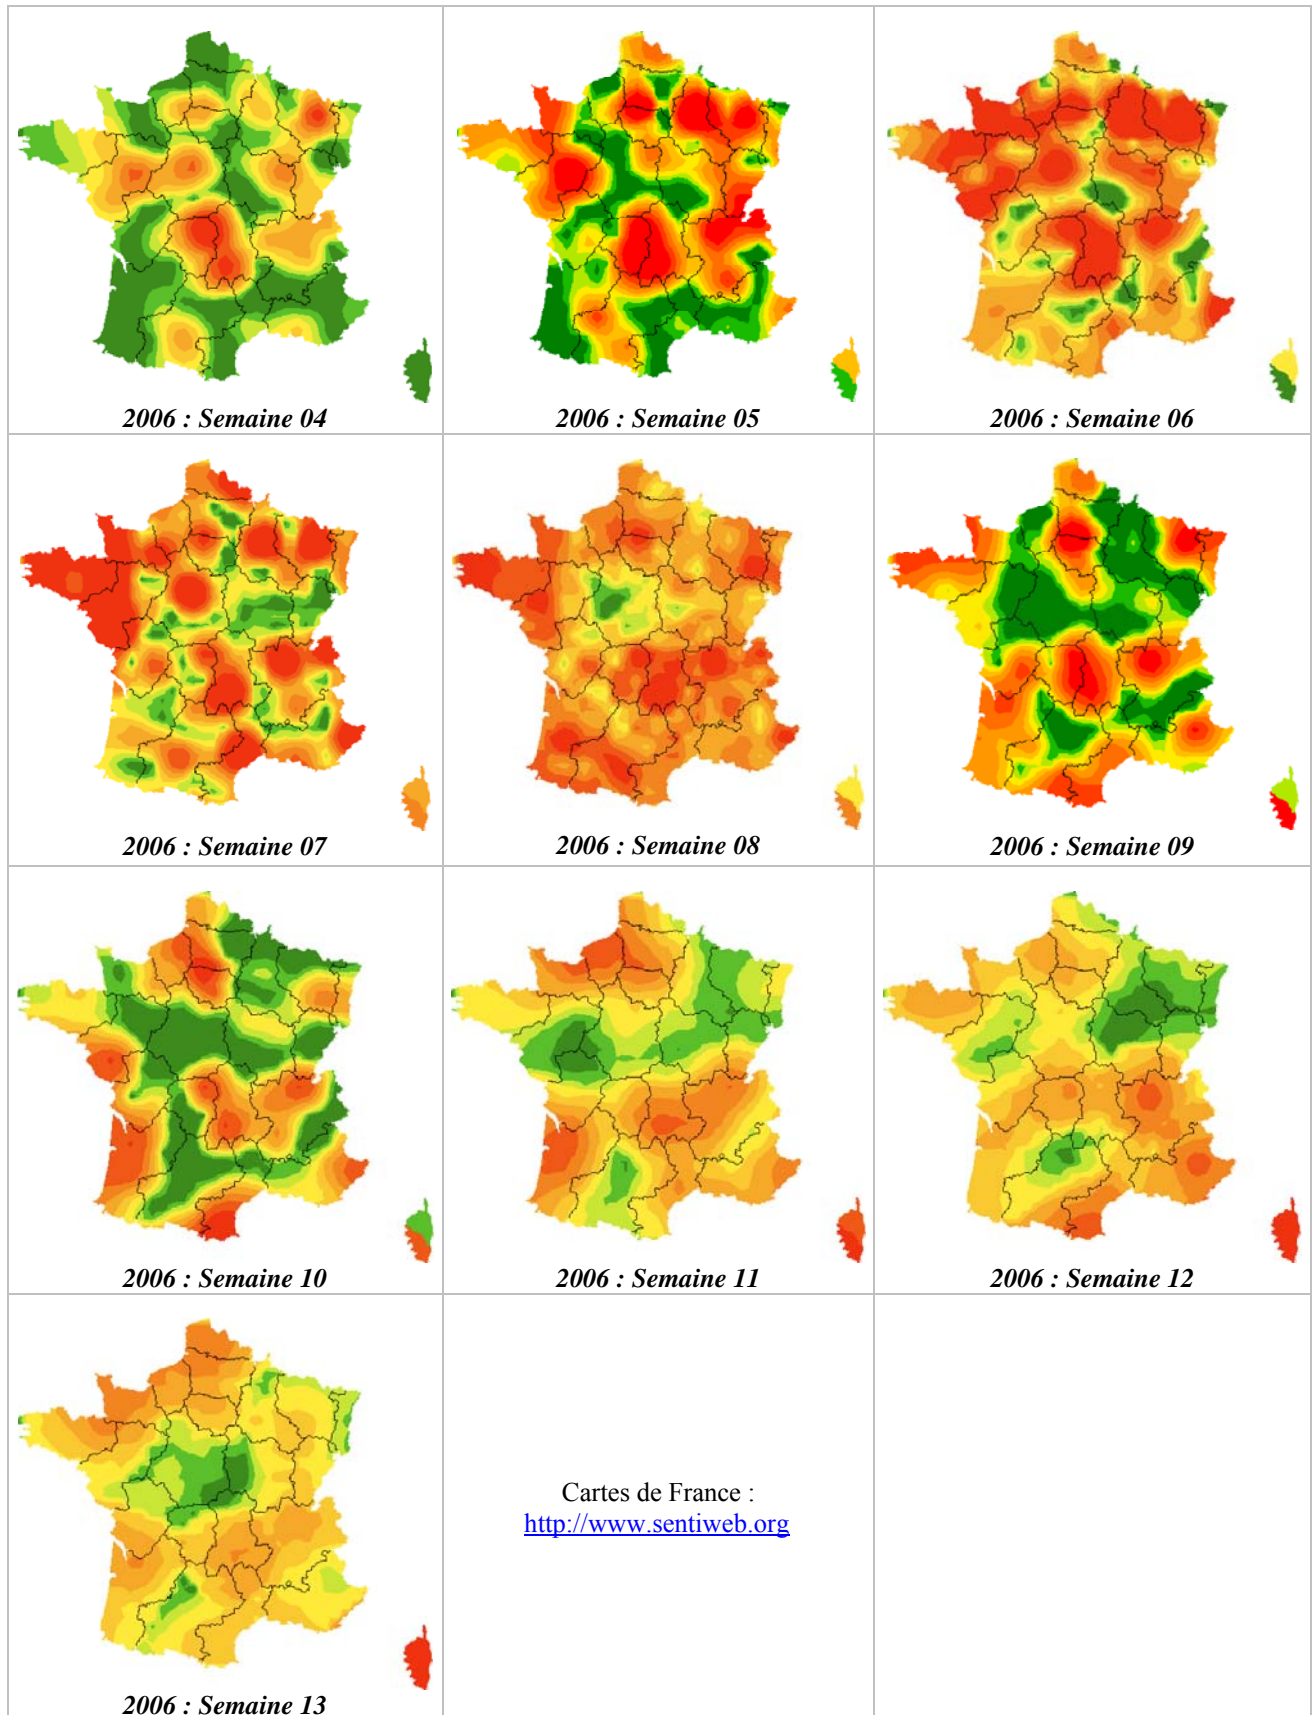 2006 : Semaine 04
2006 : Semaine 05
2006 : Semaine 06
2006 : Semaine 07
2006 : Semaine 08
2006 : Semaine 09
2006 : Semaine 10
2006 : Semaine 11
2006 : Semaine 12
2006 : Semaine 13
Cartes de France :
http://www.sentiweb.org